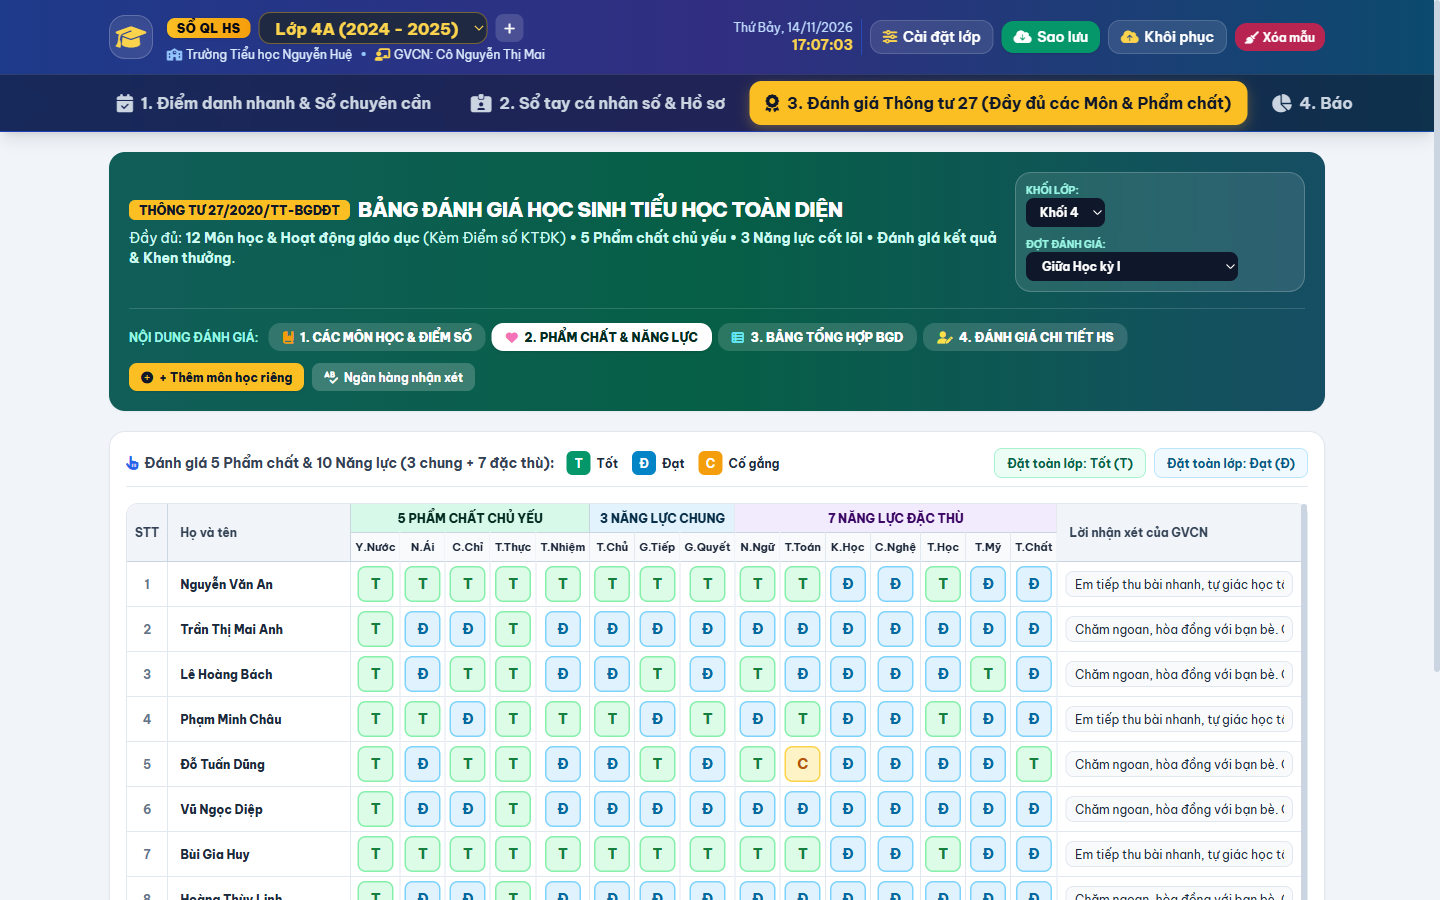 SỔ QL HS
Lớp 4A (2024 - 2025)
+
Trường Tiểu học Nguyễn Huệ • GVCN: Cô Nguyễn Thị Mai
Thứ Bảy, 14/11/2026
17:07:03
Cài đặt lớp
Sao lưu
Khôi phục
Xóa mẫu
1. Điểm danh nhanh & Sổ chuyên cần
2. Sổ tay cá nhân số & Hồ sơ
3. Đánh giá Thông tư 27 (Đầy đủ các Môn & Phẩm chất)
4. Báo
THÔNG TƯ 27/2020/TT-BGDĐT BẢNG ĐÁNH GIÁ HỌC SINH TIỂU HỌC TOÀN DIỆN
Đầy đủ: 12 Môn học & Hoạt động giáo dục (Kèm Điểm số KTĐK) • 5 Phẩm chất chủ yếu • 3 Năng lực cốt lõi • Đánh giá kết quả
& Khen thưởng.
KHỐI LỚP:
Khối 4
ĐỢT ĐÁNH GIÁ:
Giữa Học kỳ I
NỘI DUNG ĐÁNH GIÁ: 1. CÁC MÔN HỌC & ĐIỂM SỐ 2. PHẨM CHẤT & NĂNG LỰC 3. BẢNG TỔNG HỢP BGD 4. ĐÁNH GIÁ CHI TIẾT HS
+ Thêm môn học riêng Ngân hàng nhận xét
Đánh giá 5 Phẩm chất & 10 Năng lực (3 chung + 7 đặc thù): T Tốt Đ Đạt C Cố gắng
Đặt toàn lớp: Tốt (T) Đặt toàn lớp: Đạt (Đ)
STT Họ và tên 5 PHẨM CHẤT CHỦ YẾU 3 NĂNG LỰC CHUNG 7 NĂNG LỰC ĐẶC THÙ Lời nhận xét của GVCN
Y.Nước N.Ái C.Chỉ T.Thực T.Nhiệm T.Chủ G.Tiếp G.Quyết N.Ngữ T.Toán K.Học C.Nghệ T.Học T.Mỹ T.Chất
1 Nguyễn Văn An T T T T T T T T T T Đ Đ T Đ Đ Em tiếp thu bài nhanh, tự giác học
2 Trần Thị Mai Anh T Đ Đ T Đ Đ Đ Đ Đ Đ Đ Đ Đ Đ Đ Chăm ngoan, hòa đồng với bạn bè.
3 Lê Hoàng Bách T Đ T T Đ Đ T Đ T Đ Đ Đ Đ T Đ Chăm ngoan, hòa đồng với bạn bè.
4 Phạm Minh Châu T T Đ T T T Đ T Đ T Đ Đ T Đ Đ Em tiếp thu bài nhanh, tự giác học
5 Đỗ Tuấn Dũng T Đ T T Đ Đ T Đ T C Đ Đ Đ Đ T Chăm ngoan, hòa đồng với bạn bè.
6 Vũ Ngọc Diệp T Đ Đ T Đ Đ Đ Đ Đ Đ Đ Đ Đ Đ Đ Chăm ngoan, hòa đồng với bạn bè.
7 Bùi Gia Huy T T T T T T T T T T Đ Đ T Đ Đ Em tiếp thu bài nhanh, tự giác học
8 Hoàng Thùy Linh T Đ Đ T Đ Đ Đ Đ Đ Đ Đ Đ Đ Đ Đ Chăm ngoan, hòa đồng với bạn bè.